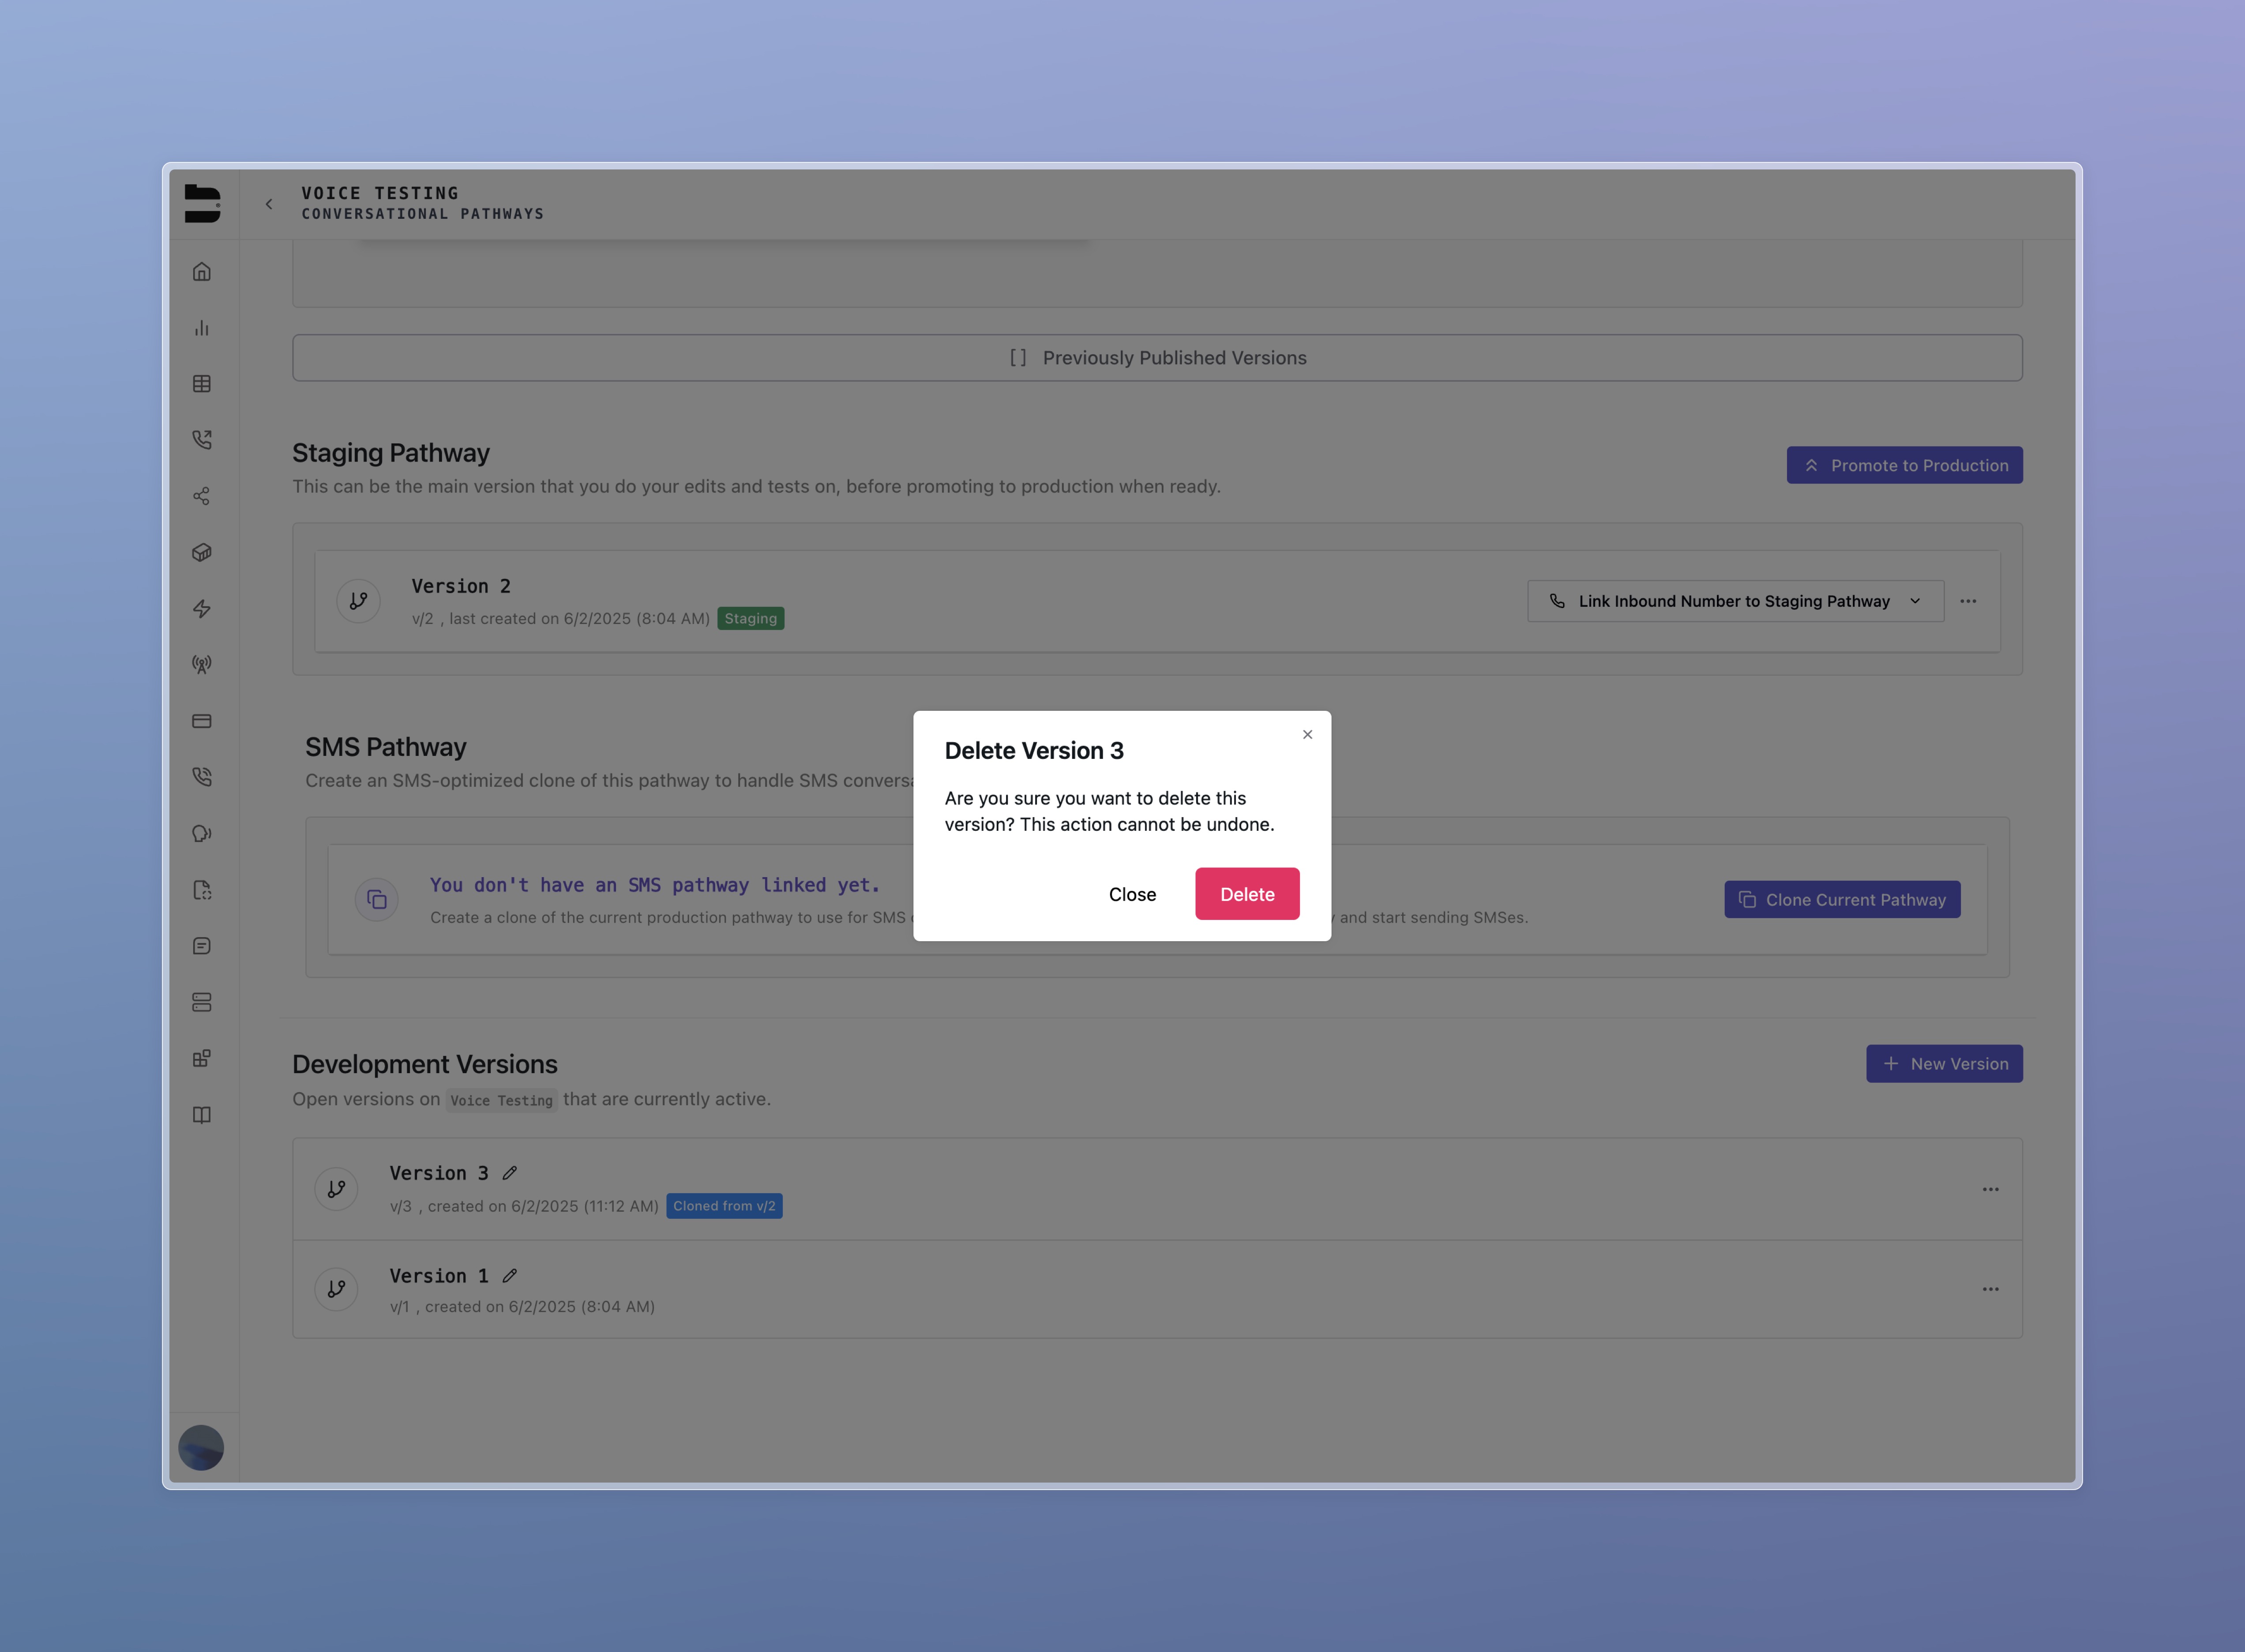 VOICE TESTING
CONVERSATIONAL PATHWAYS
Previously Published Versions
Staging Pathway
This can be the main version that you do your edits and tests on, before promoting to production when ready.
Promote to Production
Version 2
v/2 , last created on 6/2/2025 (8:04 AM) Staging
Link Inbound Number to Staging Pathway
SMS Pathway
Create an SMS-optimized clone of this pathway to handle SMS
You don't have an SMS pathway linked yet.
Create a clone of the current production pathway to use for SMS
and start sending SMSes.
Clone Current Pathway
Delete Version 3
Are you sure you want to delete this
version? This action cannot be undone.
Close
Delete
Development Versions
Open versions on Voice Testing that are currently active.
New Version
Version 3
v/3 , created on 6/2/2025 (11:12 AM) Cloned from v/2
Version 1
v/1 , created on 6/2/2025 (8:04 AM)